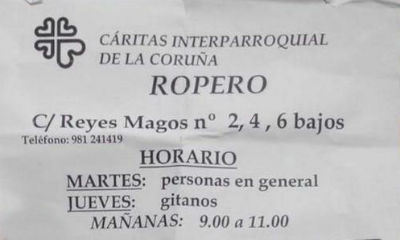 CÁRITAS INTERPARROQUIAL
DE LA CORUÑA
ROPERO
C/ Reyes Magos nº 2, 4 , 6 bajos
Teléfono: 981 241419
HORARIO
MARTES: personas en general
JUEVES: gitanos
MAÑANAS: 9.00 a 11.00